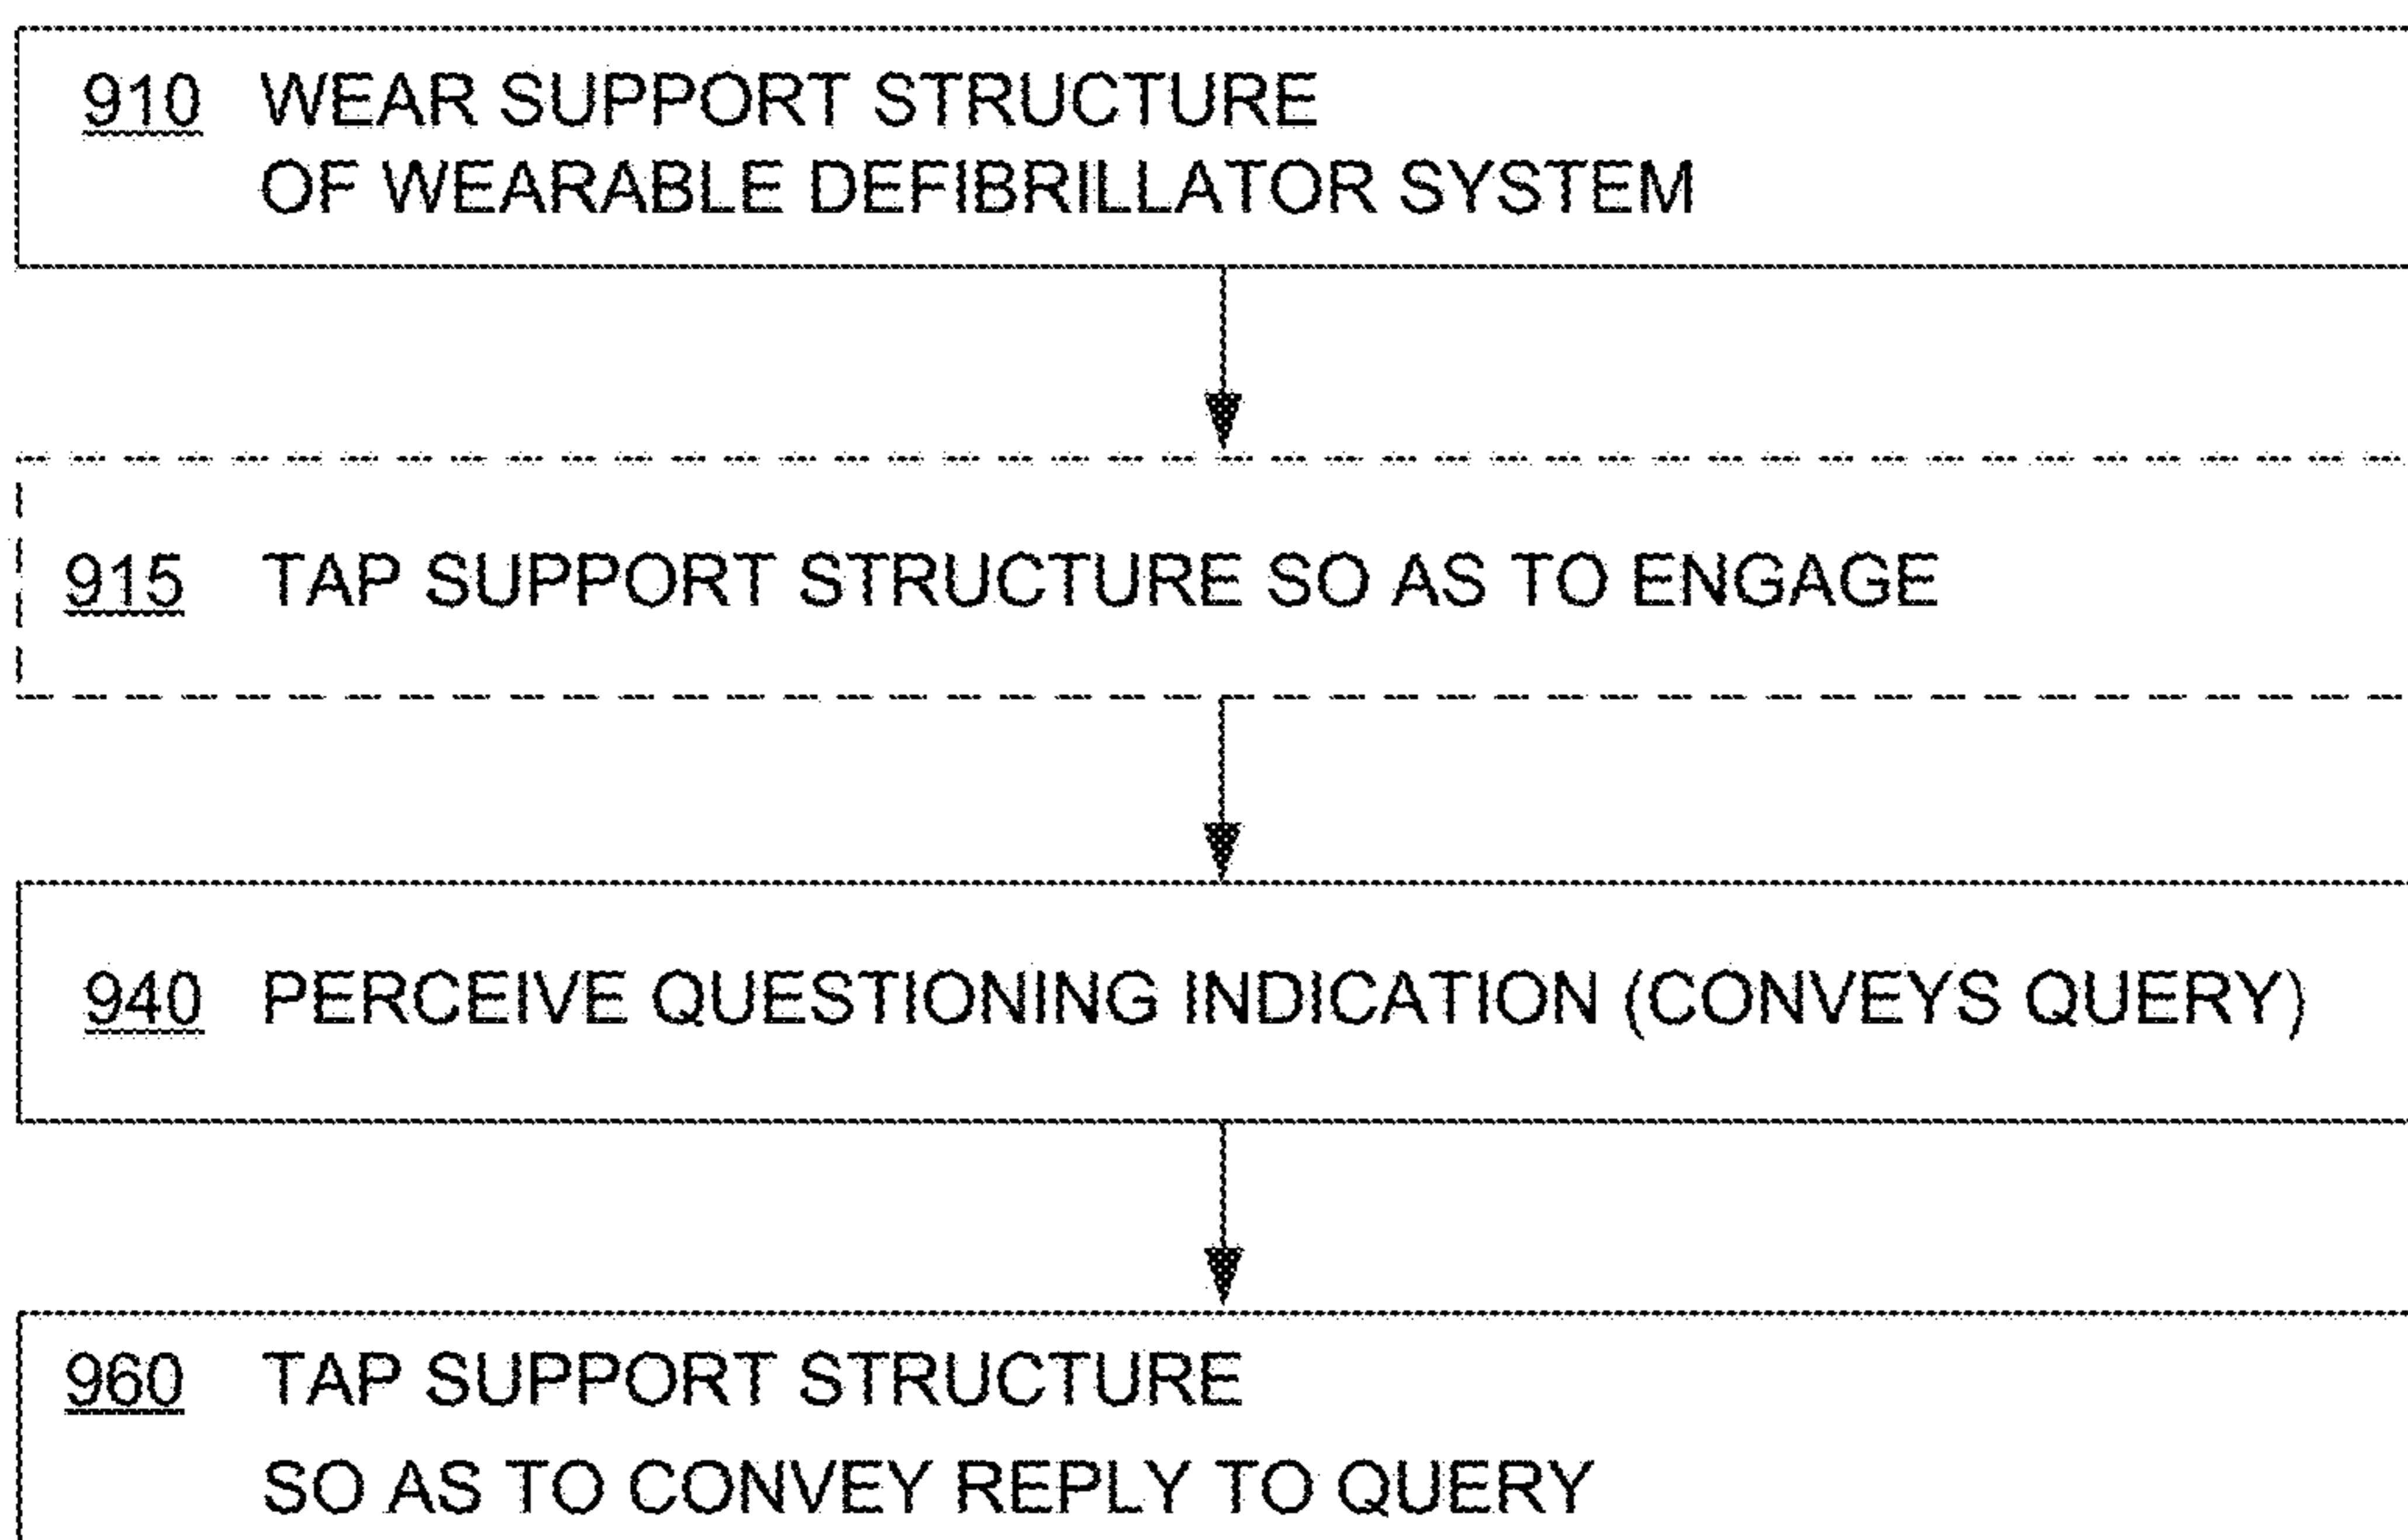 910 WEAR SUPPORT STRUCTURE
OF WEARABLE DEFIBRILLATOR SYSTEM
915 TAP SUPPORT STRUCTURE SO AS TO ENGAGE
940 PERCEIVE QUESTIONING INDICATION (CONVEYS QUERY)
960 TAP SUPPORT STRUCTURE
SO AS TO CONVEY REPLY TO QUERY